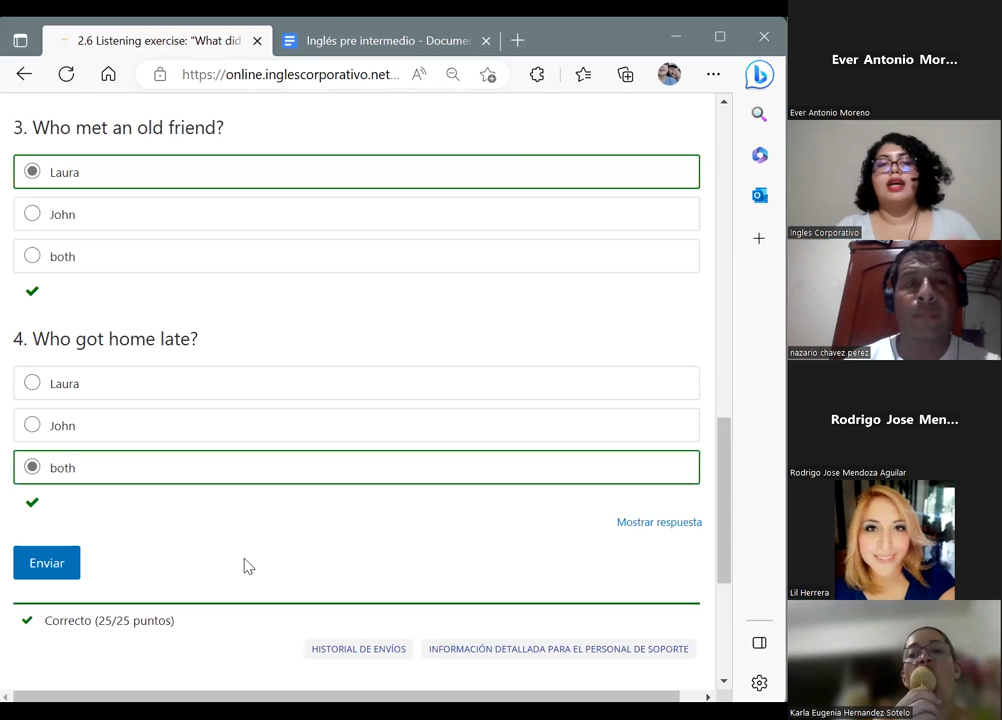 2.6 Listening exercise: "What did
Inglés pre intermedio - Documen
https://online.inglescorporativo.net...
3. Who met an old friend?
Laura
John
both
4. Who got home late?
Laura
John
both
Mostrar respuesta
Enviar
Correcto (25/25 puntos)
HISTORIAL DE ENVÍOS
INFORMACIÓN DETALLADA PARA EL PERSONAL DE SOPORTE
Ever Antonio Mor...
Ever Antonio Moreno
Ingles Corporativo
nazario chavez perez
Rodrigo Jose Men...
Rodrigo Jose Mendoza Aguilar
Lil Herrera
Karla Eugenia Hernandez Sotelo